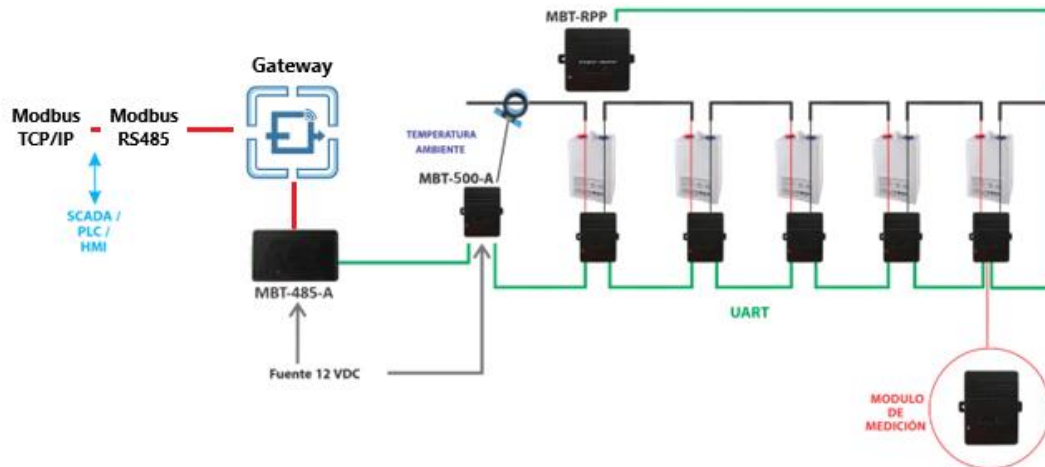 MBT-RPP
Gateway
Modbus
TCP/IP
Modbus
RS485
TEMPERATURA
AMBIENTE
MBT-500-A
SCADA /
PLC /
HMI
MBT-485-A
UART
Fuente 12 VDC
MODULO
DE
MEDICIÓN